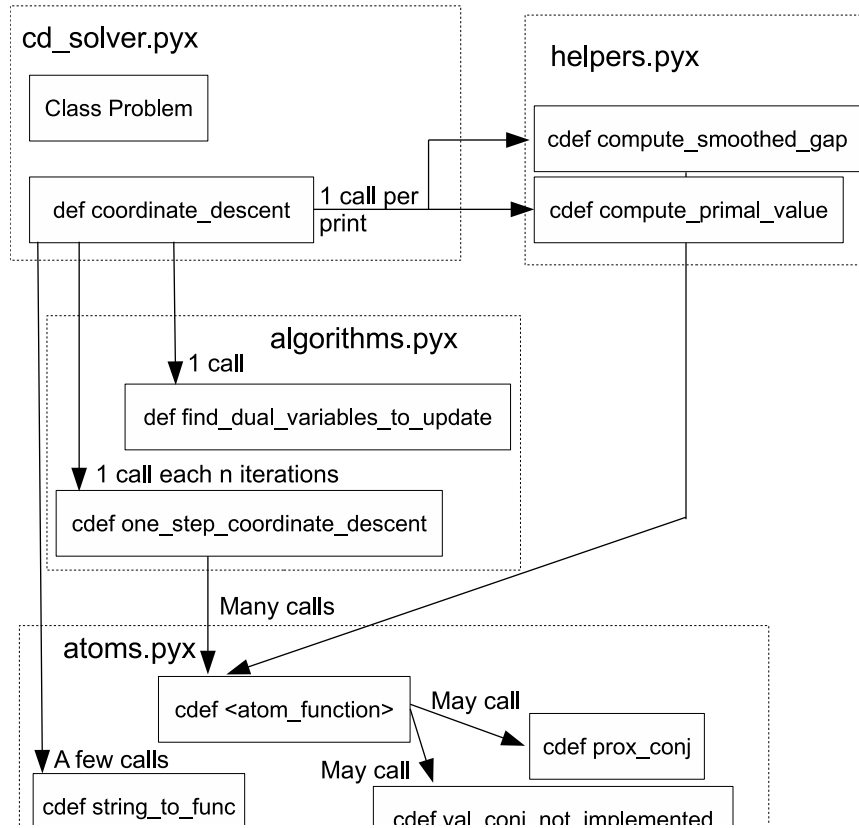 cd_solver.pyx
Class Problem
def coordinate_descent
1 call per
print
helpers.pyx
cdef compute_smoothed_gap
cdef compute_primal_value
algorithms.pyx
1 call
def find_dual_variables_to_update
1 call each n iterations
cdef one_step_coordinate_descent
Many calls
atoms.pyx
cdef <atom_function>
May call
cdef prox_conj
A few calls
May call
cdef string_to_func
cdef val_conj_not_implemented